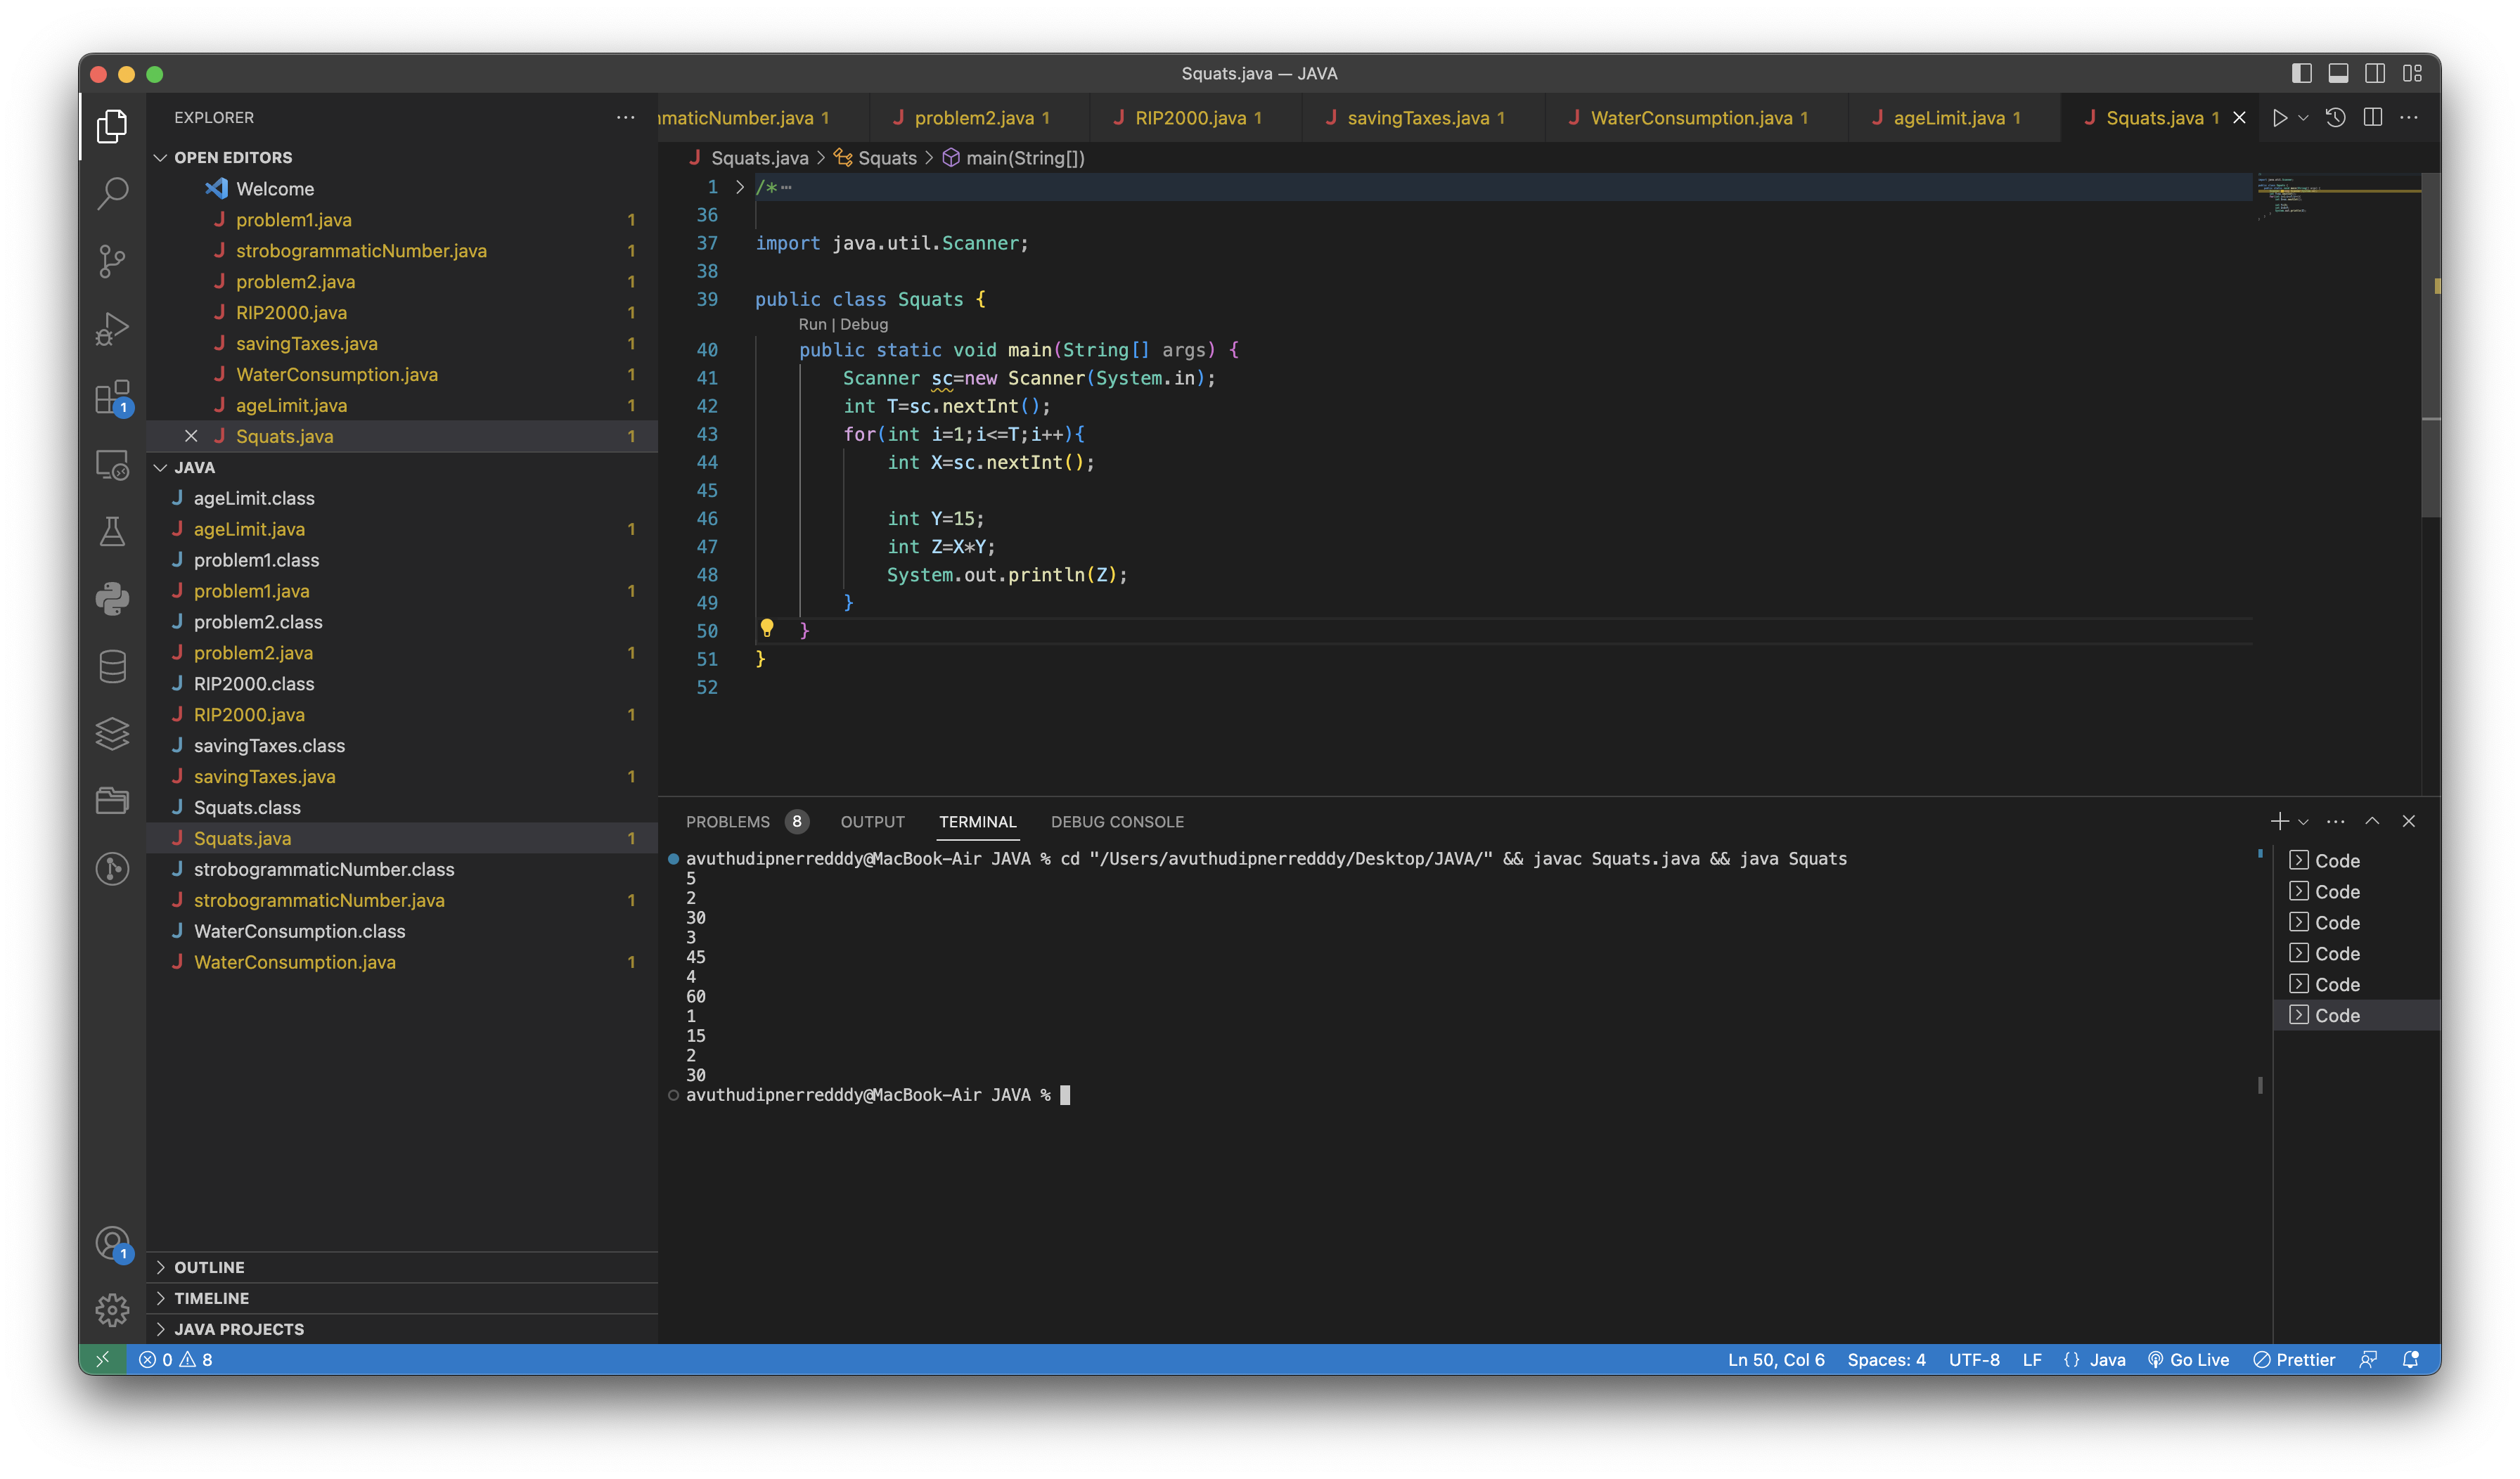 Squats.java — JAVA
EXPLORER
OPEN EDITORS
Welcome
problem1.java 1
strobogrammaticNumber.java 1
problem2.java 1
RIP2000.java 1
savingTaxes.java 1
WaterConsumption.java 1
ageLimit.java 1
Squats.java 1
JAVA
ageLimit.class
ageLimit.java 1
problem1.class
problem1.java 1
problem2.class
problem2.java 1
RIP2000.class
RIP2000.java 1
savingTaxes.class
savingTaxes.java 1
Squats.class
Squats.java 1
strobogrammaticNumber.class
strobogrammaticNumber.java 1
WaterConsumption.class
WaterConsumption.java 1
OUTLINE
TIMELINE
JAVA PROJECTS
1
1
maticNumber.java 1 problem2.java 1 RIP2000.java 1 savingTaxes.java 1 WaterConsumption.java 1 ageLimit.java 1 Squats.java 1
Squats.java > Squats > main(String[])
1 /*
36
37 import java.util.Scanner;
38
39 public class Squats {
Run | Debug
40 public static void main(String[] args) {
41 Scanner sc=new Scanner(System.in);
42 int T=sc.nextInt();
43 for(int i=1;i<=T;i++){
44 int X=sc.nextInt();
45
46 int Y=15;
47 int Z=X*Y;
48 System.out.println(Z);
49 }
50 }
51 }
52
PROBLEMS 8 OUTPUT TERMINAL DEBUG CONSOLE
avuthudipnerredddy@MacBook-Air JAVA % cd "/Users/avuthudipnerredddy/Desktop/JAVA/" && javac Squats.java && java Squats
5
2
30
3
45
4
60
1
15
2
30
avuthudipnerredddy@MacBook-Air JAVA %
Code
Code
Code
Code
Code
Code
0 8 Ln 50, Col 6 Spaces: 4 UTF-8 LF {} Java Go Live Prettier